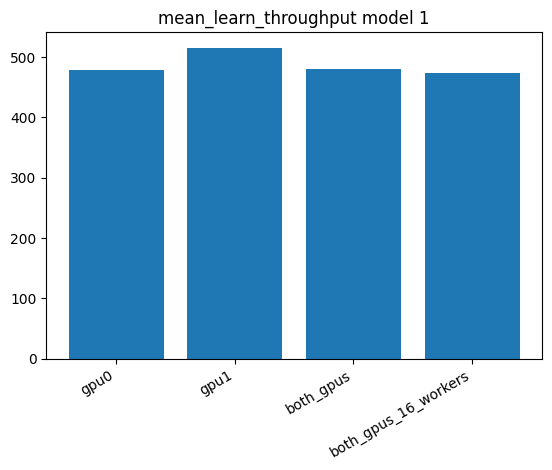 mean_learn_throughput model 1
500
400
300
200
100
0
gpu0
gpu1
both_gpus
both_gpus_16_workers